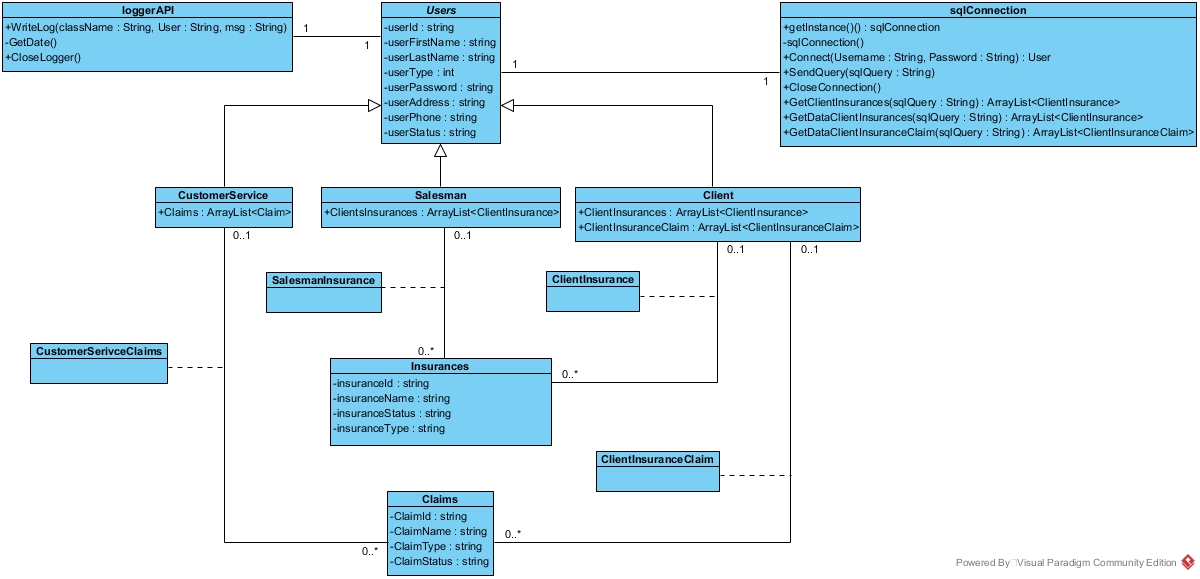 loggerAPI
+WriteLog(className : String, User : String, msg : String)
-GetDate()
+CloseLogger()
1
1
Users
-userId : string
-userFirstName : string
-userLastName : string
-userType : int
-userPassword : string
-userAddress : string
-userPhone : string
-userStatus : string
1
1
sqlConnection
+getInstance()() : sqlConnection
-sqlConnection()
+Connect(Username : String, Password : String) : User
+SendQuery(sqlQuery : String)
+CloseConnection()
+GetClientInsurances(sqlQuery : String) : ArrayList<ClientInsurance>
+GetDataClientInsurances(sqlQuery : String) : ArrayList<ClientInsurance>
+GetDataClientInsuranceClaim(sqlQuery : String) : ArrayList<ClientInsuranceClaim>
CustomerService
+Claims : ArrayList<Claim>
0..1
Salesman
+ClientsInsurances : ArrayList<ClientInsurance>
0..1
Client
+ClientInsurances : ArrayList<ClientInsurance>
+ClientInsuranceClaim : ArrayList<ClientInsuranceClaim>
0..1
0..1
SalesmanInsurance
ClientInsurance
CustomerSerivceClaims
0..*
Insurances
-insuranceId : string
-insuranceName : string
-insuranceStatus : string
-insuranceType : string
0..*
ClientInsuranceClaim
Claims
-ClaimId : string
-ClaimName : string
-ClaimType : string
-ClaimStatus : string
0..*
0..*
Powered By Visual Paradigm Community Edition